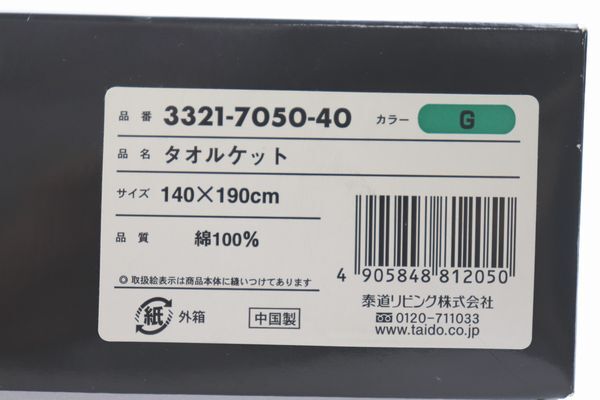 品番 3321-7050-40 カラー G
品名 タオルケット
サイズ 140×190cm
品質 綿100%
◎取扱絵表示は商品本体に縫いつけてあります
4 905848 812050
紙 外箱 中国製
泰道リビング株式会社
0120-711033
www.taido.co.jp